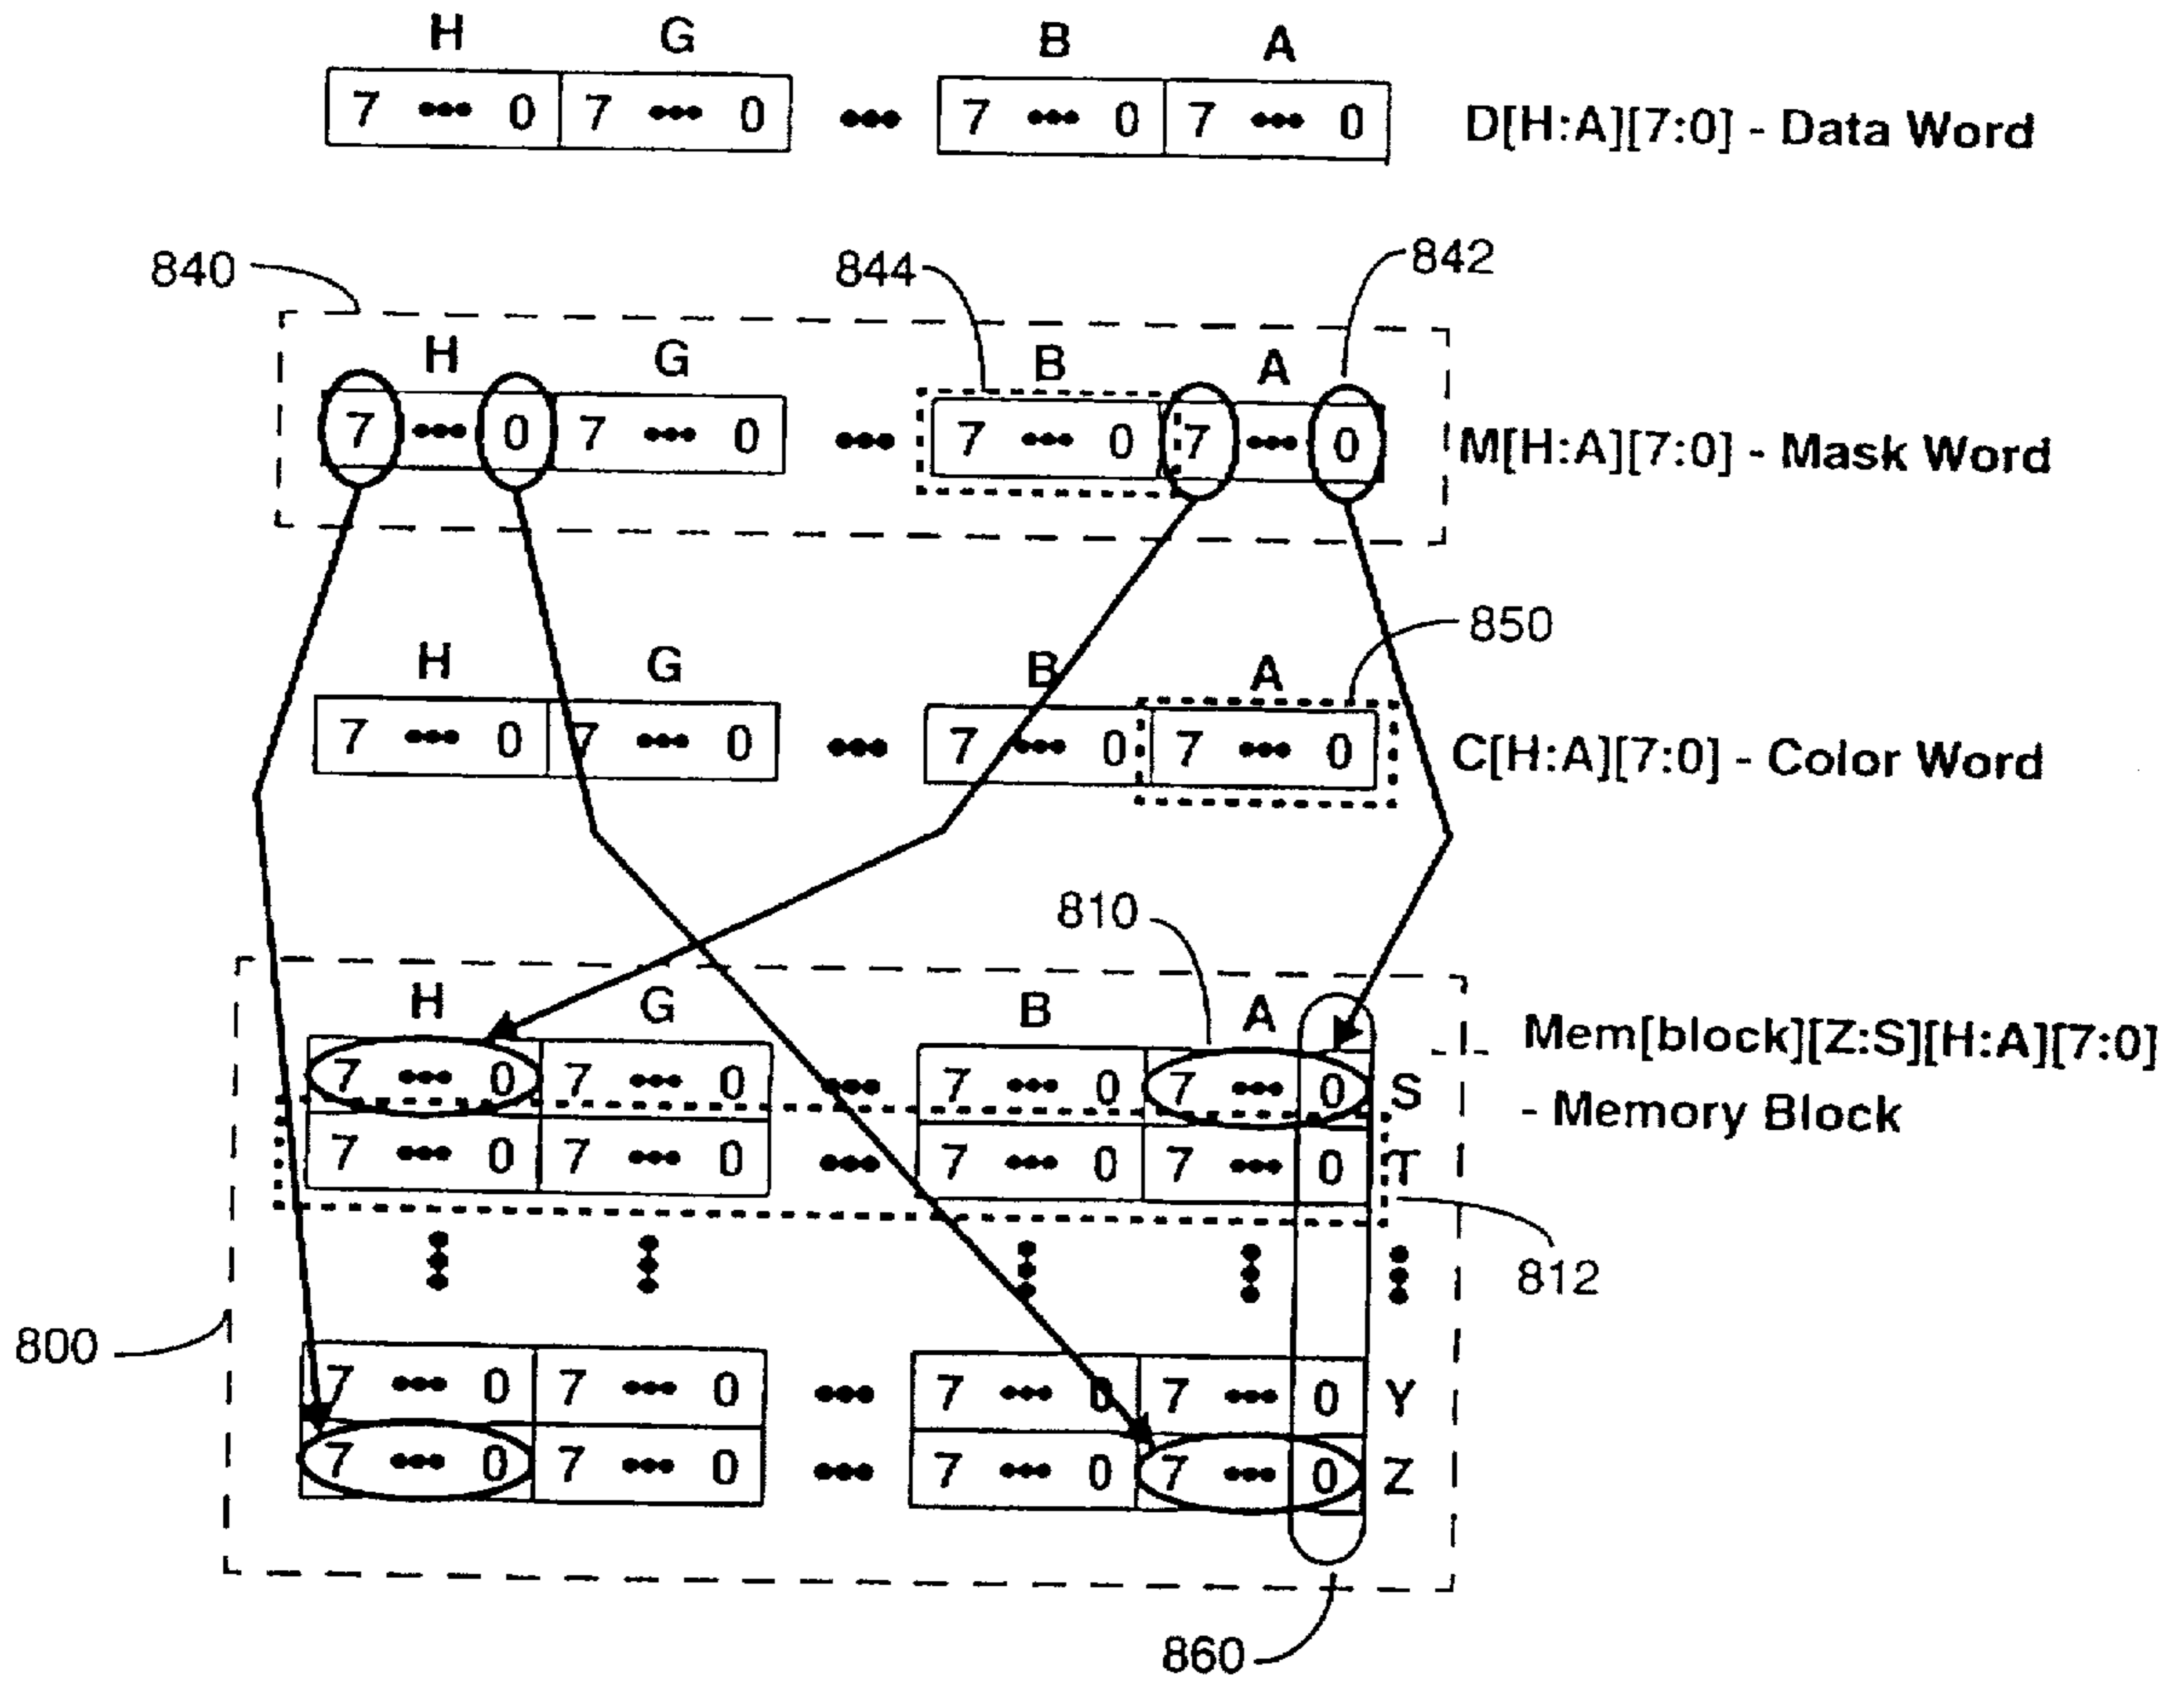 H G B A
7 ••• 0 7 ••• 0 ••• 7 ••• 0 7 ••• 0 D[H:A][7:0] - Data Word
840 844 842
H G B A
7 ••• 0 7 ••• 0 ••• 7 ••• 0 7 ••• 0 M[H:A][7:0] - Mask Word
850
H G B A
7 ••• 0 7 ••• 0 ••• 7 ••• 0 7 ••• 0 C[H:A][7:0] - Color Word
810
H G B A
Mem[block][Z:S][H:A][7:0]
7 ••• 0 7 ••• 0 ••• 7 ••• 0 7 ••• 0 S
- Memory Block
7 ••• 0 7 ••• 0 ••• 7 ••• 0 7 ••• 0 T
812
800
7 ••• 0 7 ••• 0 ••• 7 ••• 0 7 ••• 0 Y
7 ••• 0 7 ••• 0 ••• 7 ••• 0 7 ••• 0 Z
860